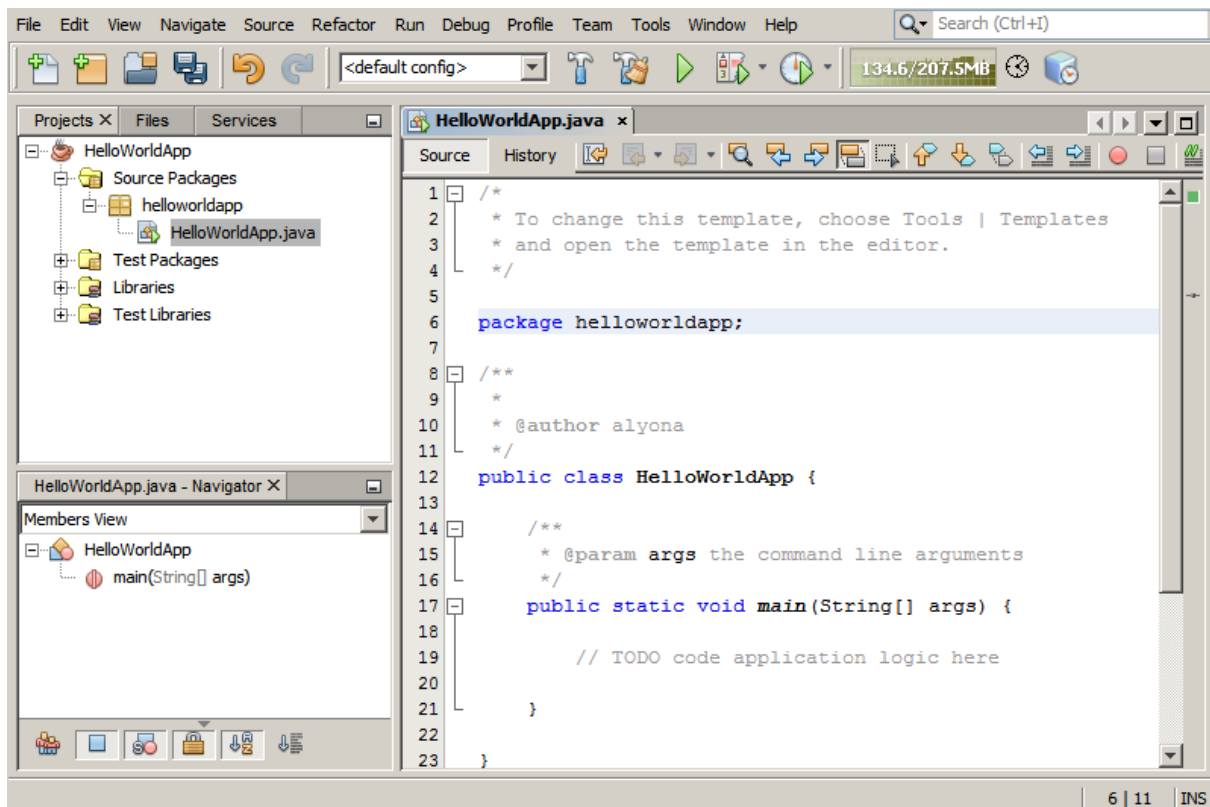 File Edit View Navigate Source Refactor Run Debug Profile Team Tools Window Help Search (Ctrl+I)
<default config> 134.6/207.5MB
Projects Files Services
HelloWorldApp
Source Packages
helloworldapp
HelloWorldApp.java
Test Packages
Libraries
Test Libraries
HelloWorldApp.java - Navigator
Members View
HelloWorldApp
main(String[] args)
HelloWorldApp.java
Source History
1 /*
2 * To change this template, choose Tools | Templates
3 * and open the template in the editor.
4 */
5
6 package helloworldapp;
7
8 /**
9 *
10 * @author alyona
11 */
12 public class HelloWorldApp {
13
14 /**
15 * @param args the command line arguments
16 */
17 public static void main(String[] args) {
18
19 // TODO code application logic here
20
21 }
22
23 }
6 | 11 INS